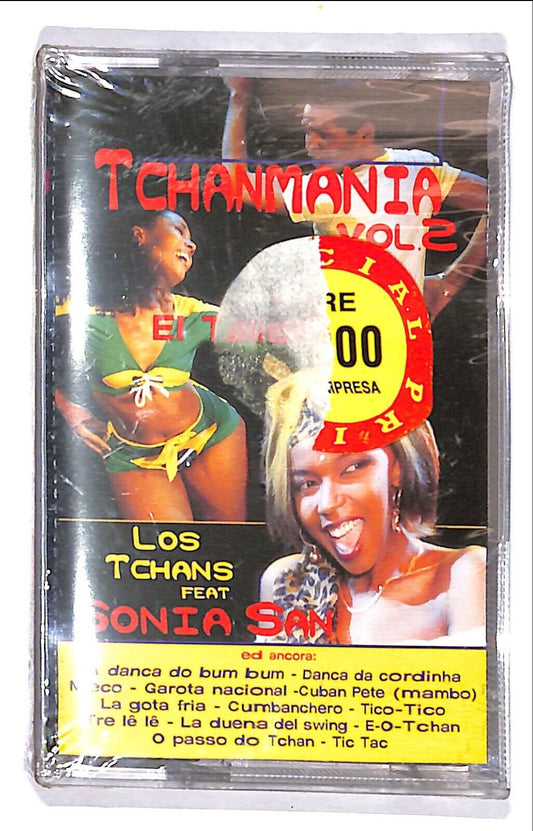 TCHANMANIA
VOL.2
El
CIAL PRI
RE
00
PRESA
LOS
TCHANS
FEAT
SONIA SAN
ed ancora:
danca do bum bum - Danca da cordinha
- Garota nacional -Cuban Pete (mambo)
La gota fria - Cumbanchero - Tico-Tico
Tre lê lê - La duena del swing - E-O-Tchan
O passo do Tchan - Tic Tac